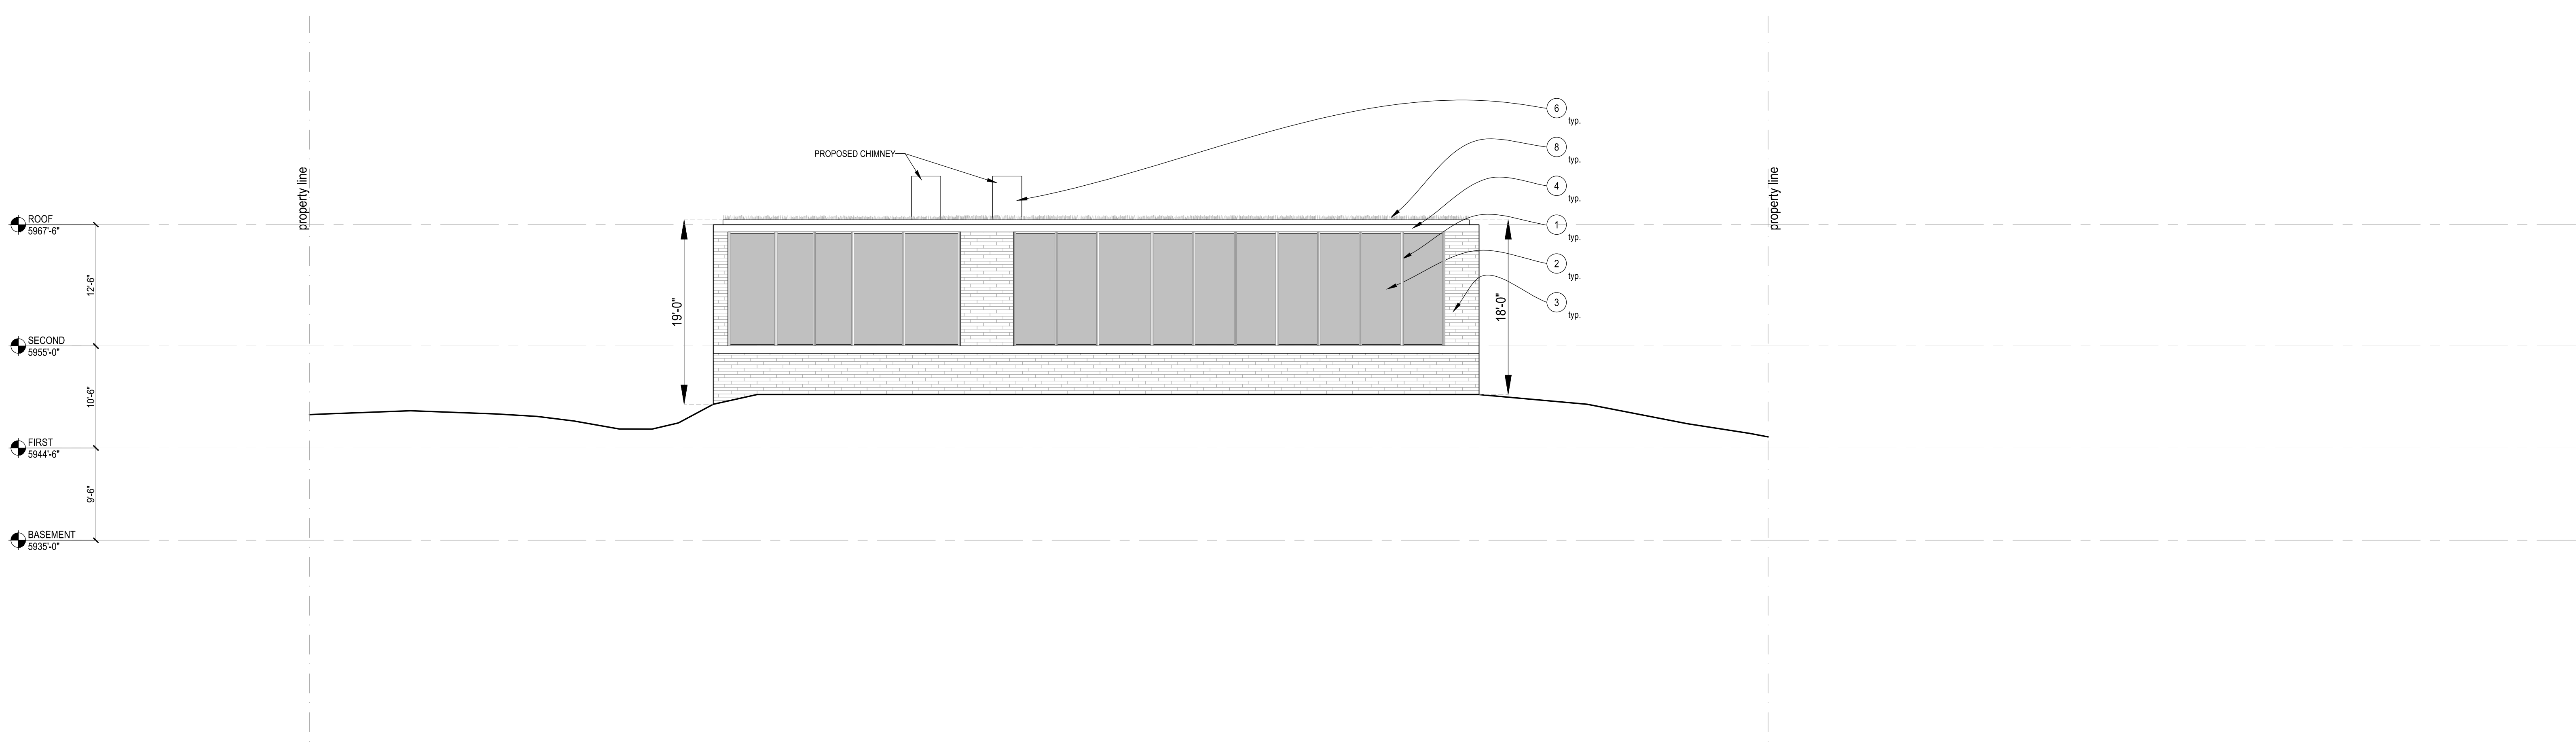 6
typ.
PROPOSED CHIMNEY
8
typ.
property line
property line
4
typ.
ROOF
5967'-6"
1
typ.
2
typ.
12'-6"
19'-0"
18'-0"
3
typ.
SECOND
5955'-0"
10'-6"
FIRST
5944'-6"
9'-6"
BASEMENT
5935'-0"